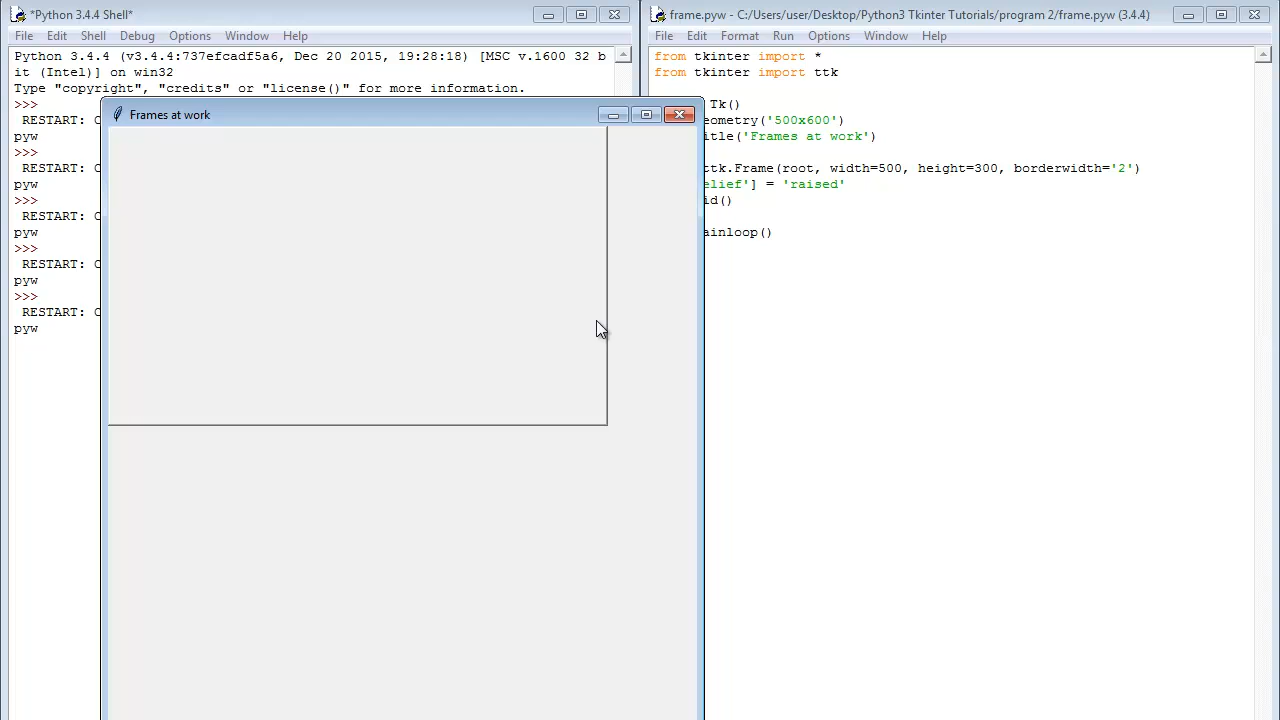 *Python 3.4.4 Shell*
File Edit Shell Debug Options Window Help
Python 3.4.4 (v3.4.4:737efcadf5a6, Dec 20 2015, 19:28:18) [MSC v.1600 32 b
it (Intel)] on win32
Type "copyright", "credits" or "license()" for more information.
>>>
RESTART: C
pyw
>>>
RESTART: C
pyw
>>>
RESTART: C
pyw
>>>
RESTART: C
pyw
>>>
RESTART: C
pyw
Frames at work
frame.pyw - C:/Users/user/Desktop/Python3 Tkinter Tutorials/program 2/frame.pyw (3.4.4)
File Edit Format Run Options Window Help
from tkinter import *
from tkinter import ttk
Tk()
eometry('500x600')
itle('Frames at work')
ttk.Frame(root, width=500, height=300, borderwidth='2')
elief'] = 'raised'
id()
ainloop()